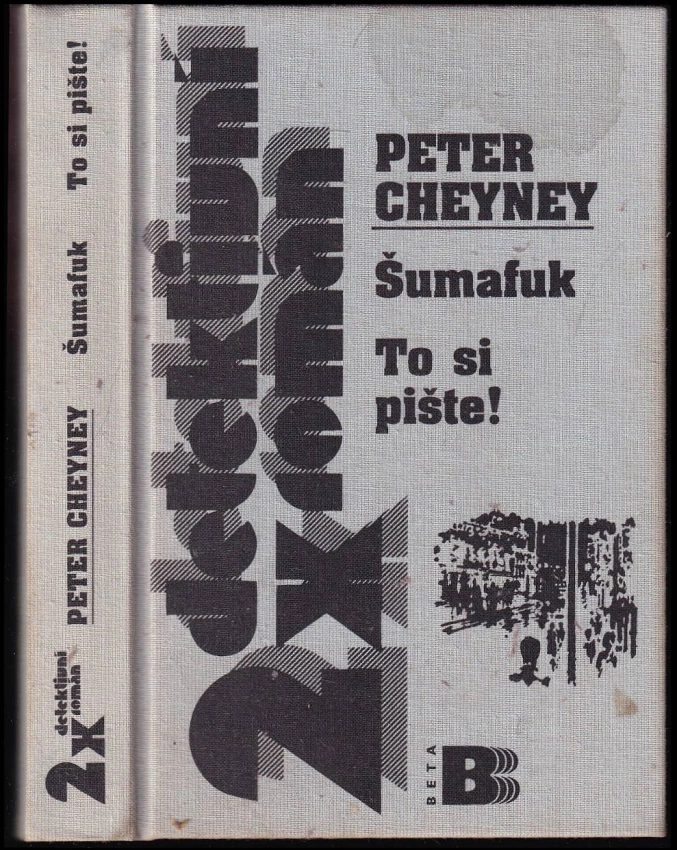 2x
detektivní
román
PETER CHEYNEY Šumafuk To si pište!
2x
detektivní
román
PETER
CHEYNEY
Šumafuk
To si
pište!
BETA
B